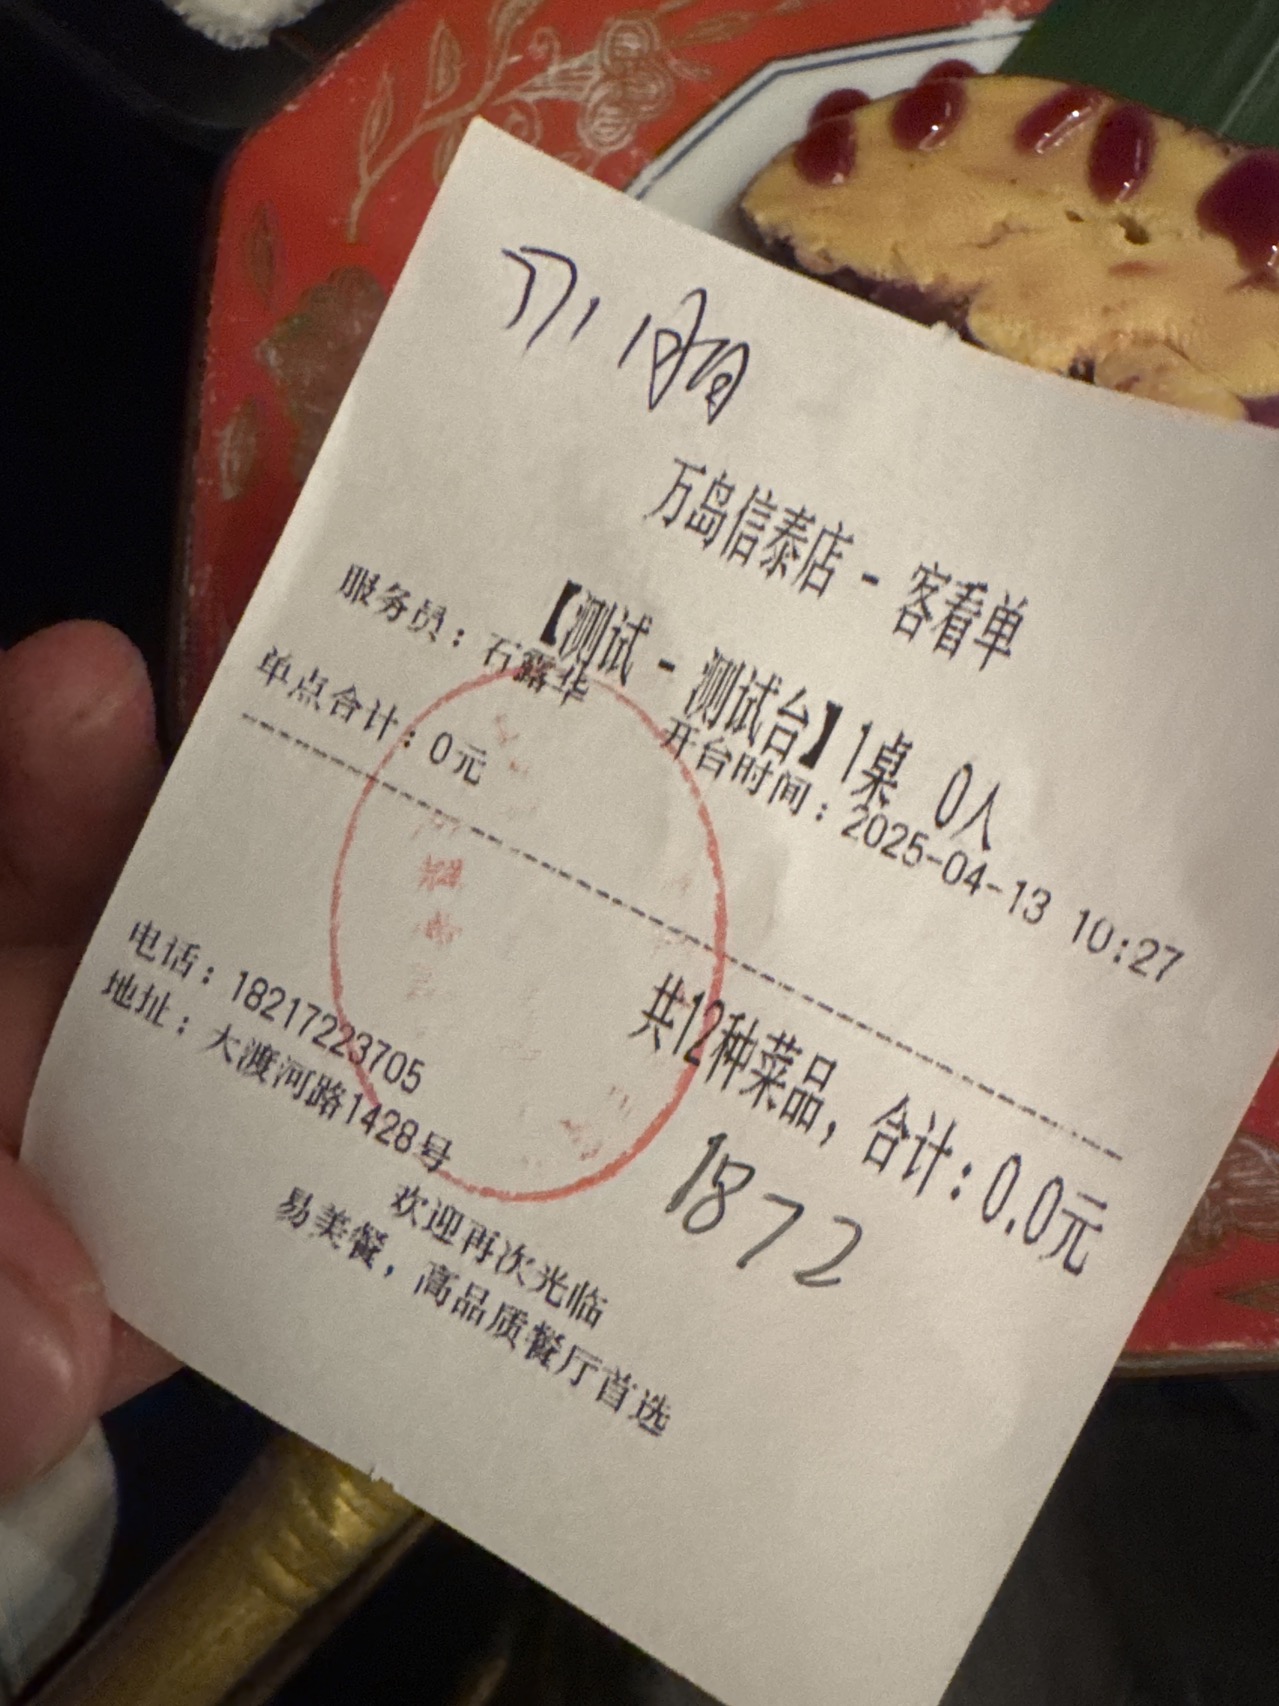 万岛信泰店 - 客看单
【测试 - 测试台】1桌 0人
服务员：石露华
开台时间：2025-04-13 10:27
单点合计：0元
共12种菜品，合计：0.0元
1872
电话：18217223705
地址：大渡河路1428号
欢迎再次光临
易美餐，高品质餐厅首选